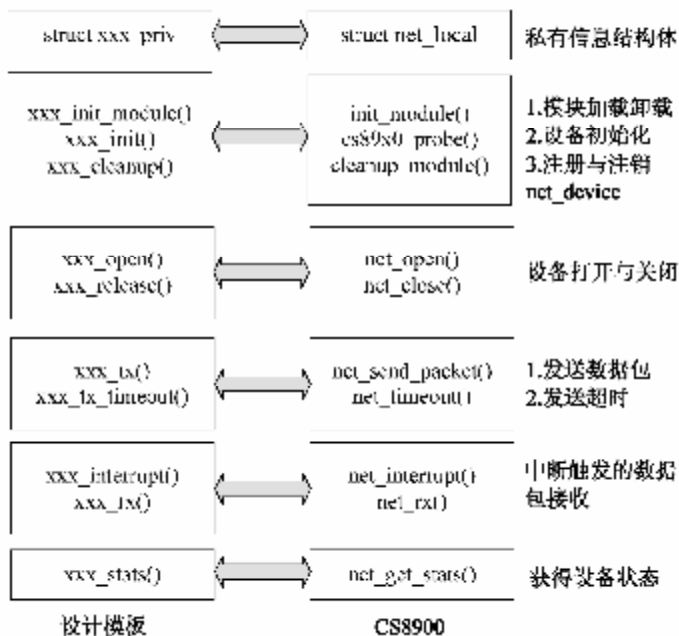 struct xxx_priv
struct net_local
私有信息结构体
xxx_init_module()
xxx_init()
xxx_cleanup()
init_module()
cs89x0_probe()
cleanup_module()
1.模块加载卸载
2.设备初始化
3.注册与注销
net_device
xxx_open()
xxx_release()
net_open()
net_close()
设备打开与关闭
xxx_tx()
xxx_tx_timeout()
net_send_packet()
net_timeout()
1.发送数据包
2.发送超时
xxx_interrupt()
xxx_rx()
net_interrupt()
net_rx()
中断触发的数据
包接收
xxx_stats()
net_get_stats()
获得设备状态
设计模板
CS8900